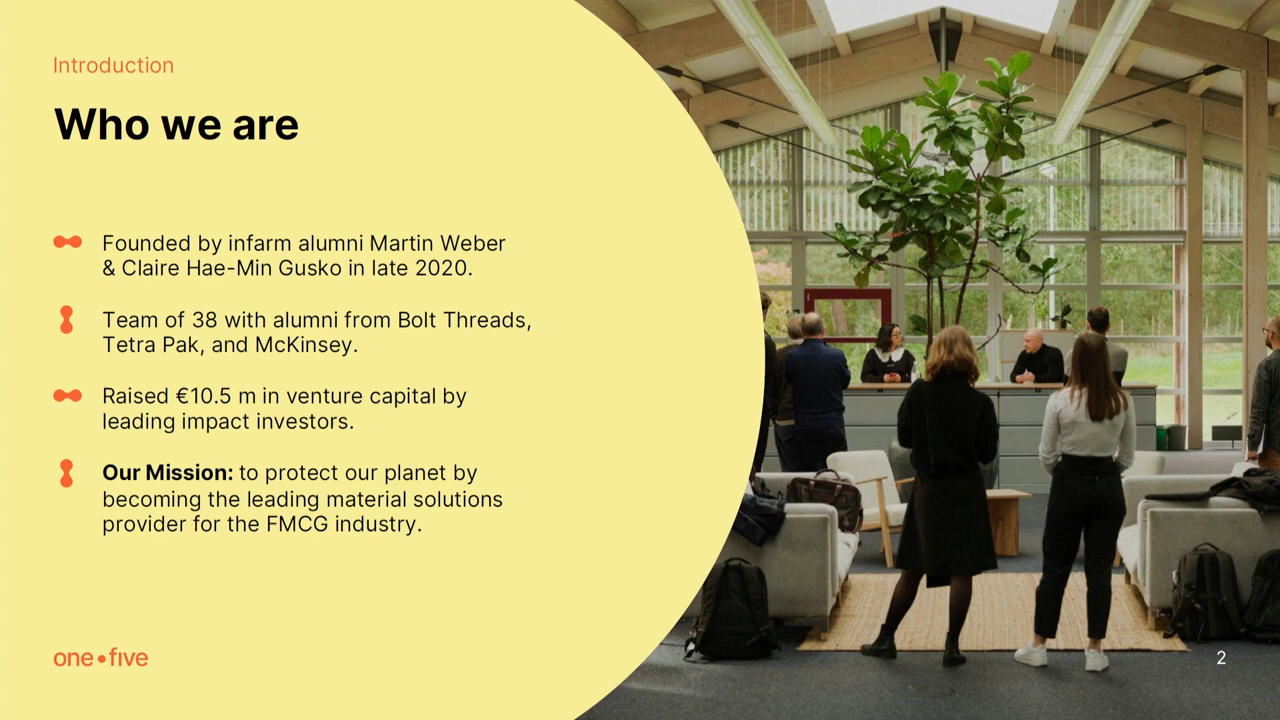 Introduction
Who we are
Founded by infarm alumni Martin Weber
& Claire Hae-Min Gusko in late 2020.
Team of 38 with alumni from Bolt Threads,
Tetra Pak, and McKinsey.
Raised €10.5 m in venture capital by
leading impact investors.
Our Mission: to protect our planet by
becoming the leading material solutions
provider for the FMCG industry.
one•five
2